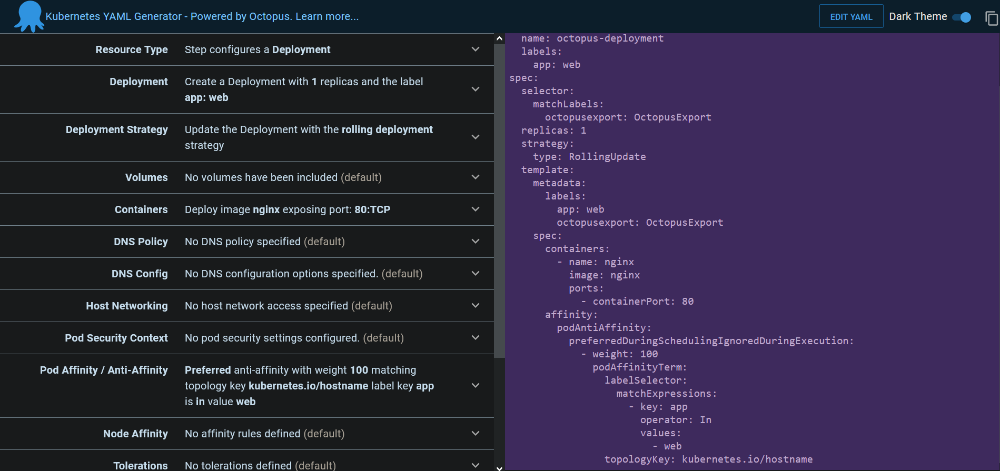 Kubernetes YAML Generator - Powered by Octopus. Learn more...
EDIT YAML
Dark Theme
Resource Type
Step configures a Deployment
Deployment
Create a Deployment with 1 replicas and the label
app: web
Deployment Strategy
Update the Deployment with the rolling deployment
strategy
Volumes
No volumes have been included (default)
Containers
Deploy image nginx exposing port: 80:TCP
DNS Policy
No DNS policy specified (default)
DNS Config
No DNS configuration options specified. (default)
Host Networking
No host network access specified (default)
Pod Security Context
No pod security settings configured. (default)
Pod Affinity / Anti-Affinity
Preferred anti-affinity with weight 100 matching
topology key kubernetes.io/hostname label key app
is in value web
Node Affinity
No affinity rules defined (default)
Tolerations
No tolerations defined (default)
  name: octopus-deployment
  labels:
    app: web
spec:
  selector:
    matchLabels:
      octopusexport: OctopusExport
  replicas: 1
  strategy:
    type: RollingUpdate
  template:
    metadata:
      labels:
        app: web
        octopusexport: OctopusExport
    spec:
      containers:
        - name: nginx
          image: nginx
          ports:
            - containerPort: 80
      affinity:
        podAntiAffinity:
          preferredDuringSchedulingIgnoredDuringExecution:
            - weight: 100
              podAffinityTerm:
                labelSelector:
                  matchExpressions:
                    - key: app
                      operator: In
                      values:
                        - web
                topologyKey: kubernetes.io/hostname